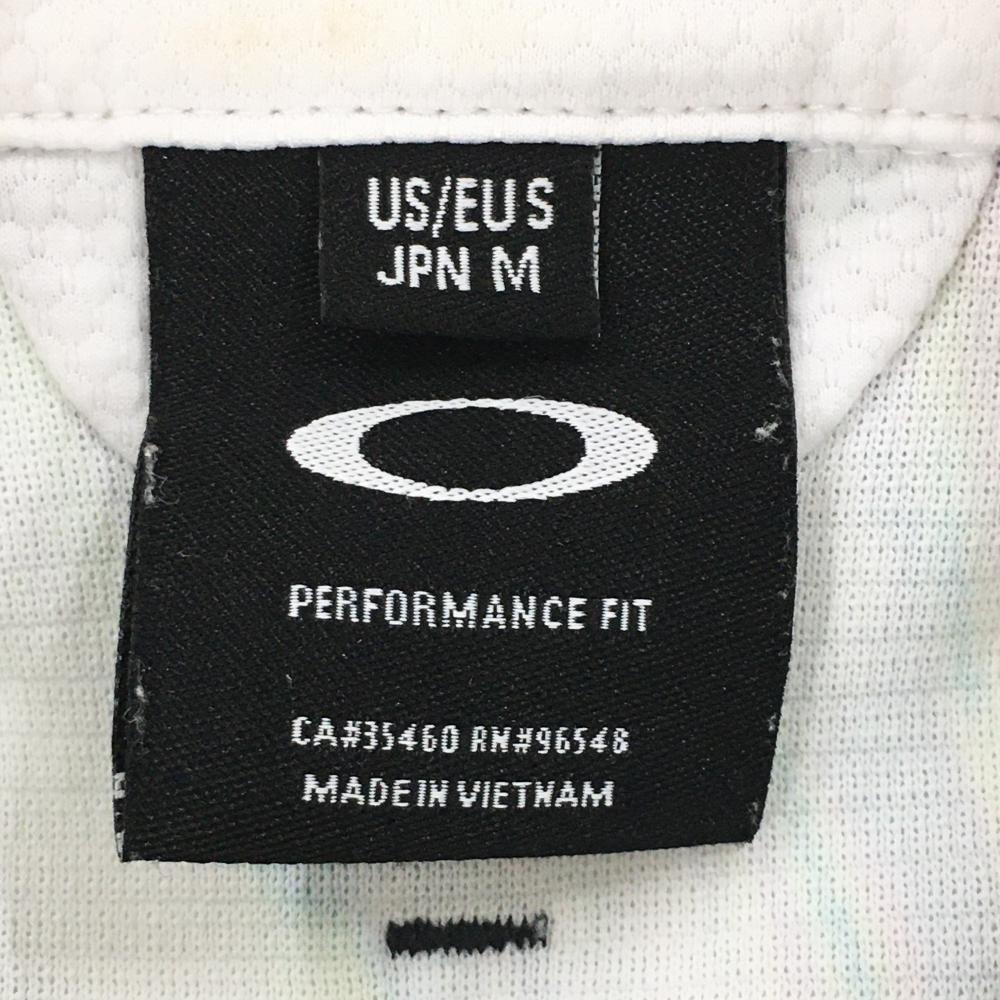 US/EU S
JPN M
PERFORMANCE FIT
CA#35460 RN#96548
MADE IN VIETNAM